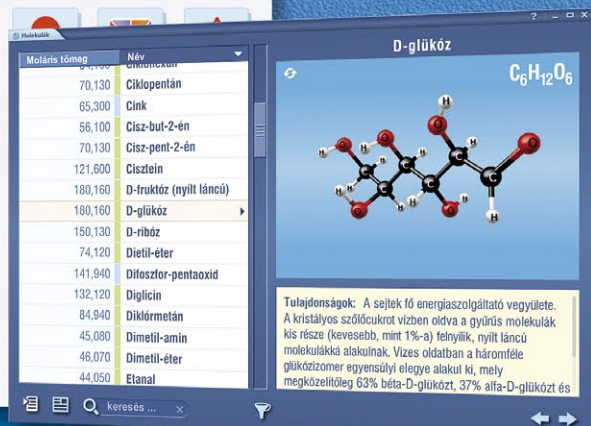 Molekulák
Moláris tömeg Név
70,130 Ciklopentán
65,300 Cink
56,100 Cisz-but-2-én
70,130 Cisz-pent-2-én
121,600 Cisztein
180,160 D-fruktóz (nyílt láncú)
180,160 D-glükóz
150,130 D-ribóz
74,120 Dietil-éter
141,940 Difoszfor-pentaoxid
132,120 Diglicin
84,940 Diklórmetán
45,080 Dimetil-amin
46,070 Dimetil-éter
44,050 Etanal
keresés ...
D-glükóz
C6H12O6
H
O
H
O
O
H
H
O
H
C
C
C
C
C
C
H
H
H
H
H
H
H
H
O
O
H
Tulajdonságok: A sejtek fő energiaszolgáltató vegyülete.
A kristályos szőlőcukrot vízben oldva a gyűrűs molekulák
kis része (kevesebb, mint 1%-a) felnyílik, nyílt láncú
molekulákká alakulnak. Vizes oldatban a háromféle
glükózizomer egyensúlyi elegye alakul ki, mely
megközelítőleg 63% béta-D-glükózt, 37% alfa-D-glükózt és